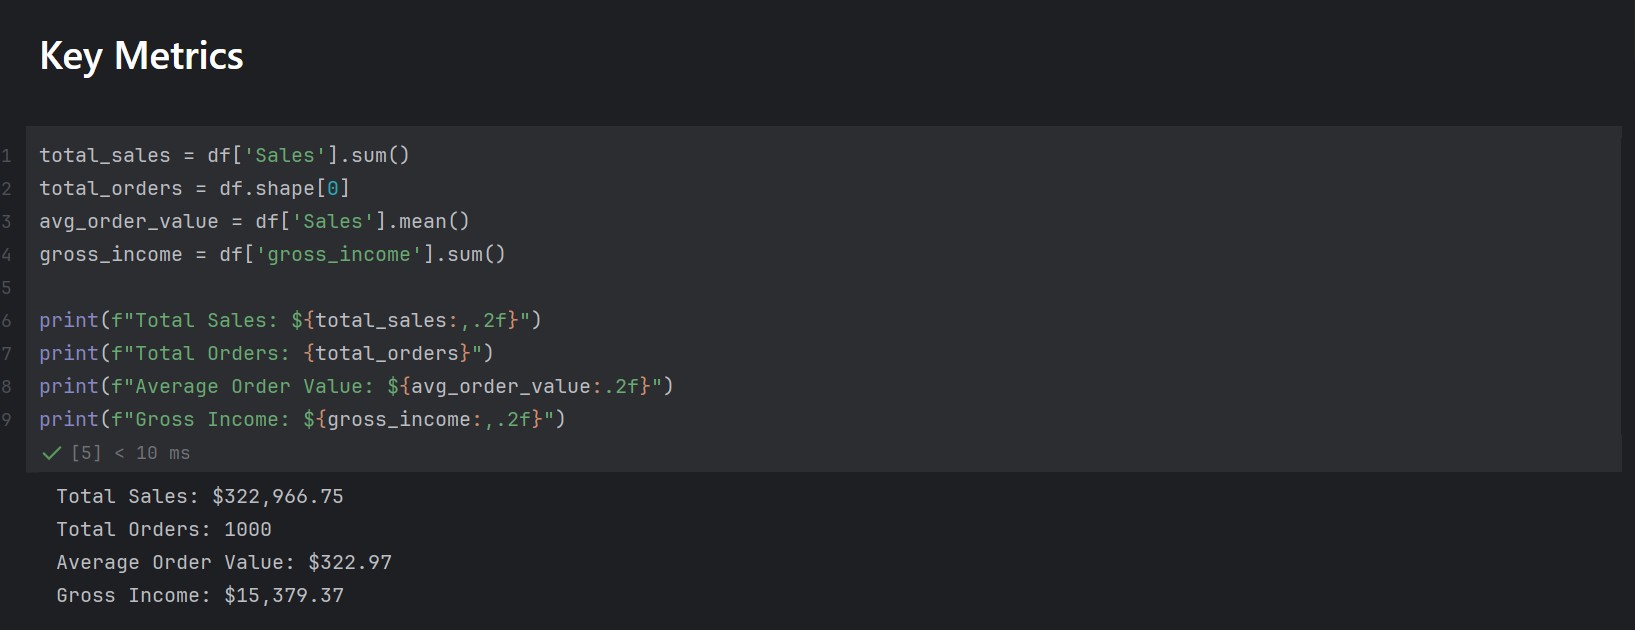 Key Metrics
1 total_sales = df['Sales'].sum()
2 total_orders = df.shape[0]
3 avg_order_value = df['Sales'].mean()
4 gross_income = df['gross_income'].sum()
5
6 print(f"Total Sales: ${total_sales:,.2f}")
7 print(f"Total Orders: {total_orders}")
8 print(f"Average Order Value: ${avg_order_value:.2f}")
9 print(f"Gross Income: ${gross_income:,.2f}")
[5] < 10 ms
Total Sales: $322,966.75
Total Orders: 1000
Average Order Value: $322.97
Gross Income: $15,379.37